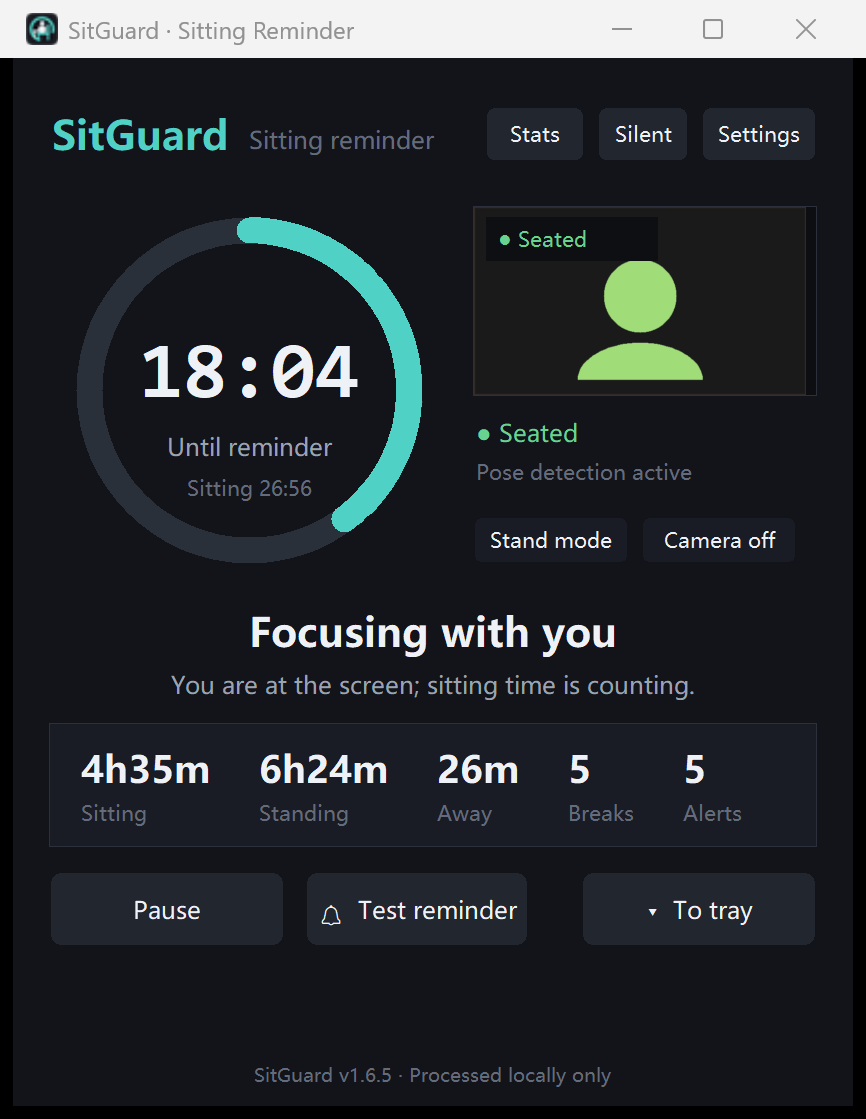 SitGuard · Sitting Reminder
SitGuard Sitting reminder Stats Silent Settings
● Seated
18:04
Until reminder
Sitting 26:56
● Seated
Pose detection active
Stand mode Camera off
Focusing with you
You are at the screen; sitting time is counting.
4h35m 6h24m 26m 5 5
Sitting Standing Away Breaks Alerts
Pause Test reminder ▼ To tray
SitGuard v1.6.5 · Processed locally only